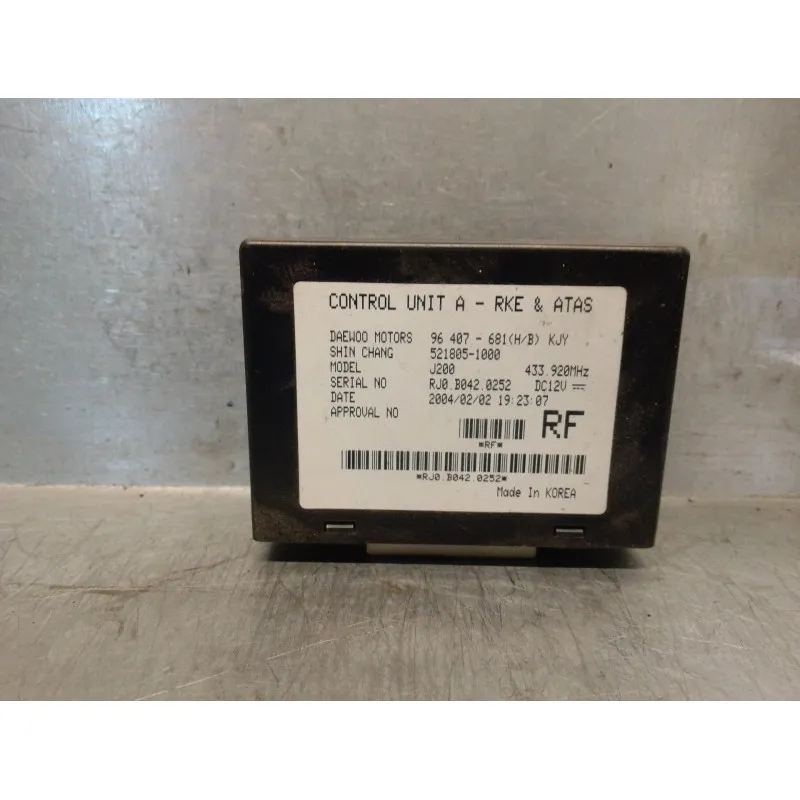 CONTROL UNIT A - RKE & ATAS
DAEWOO MOTORS 96 407 - 681(H/B) KJY
SHIN CHANG 521805-1000
MODEL J200 433.920MHz
SERIAL NO RJ0.B042.0252 DC12V
DATE 2004/02/02 19:23:07
APPROVAL NO
*RF* RF
*RJ0.B042.0252*
Made In KOREA